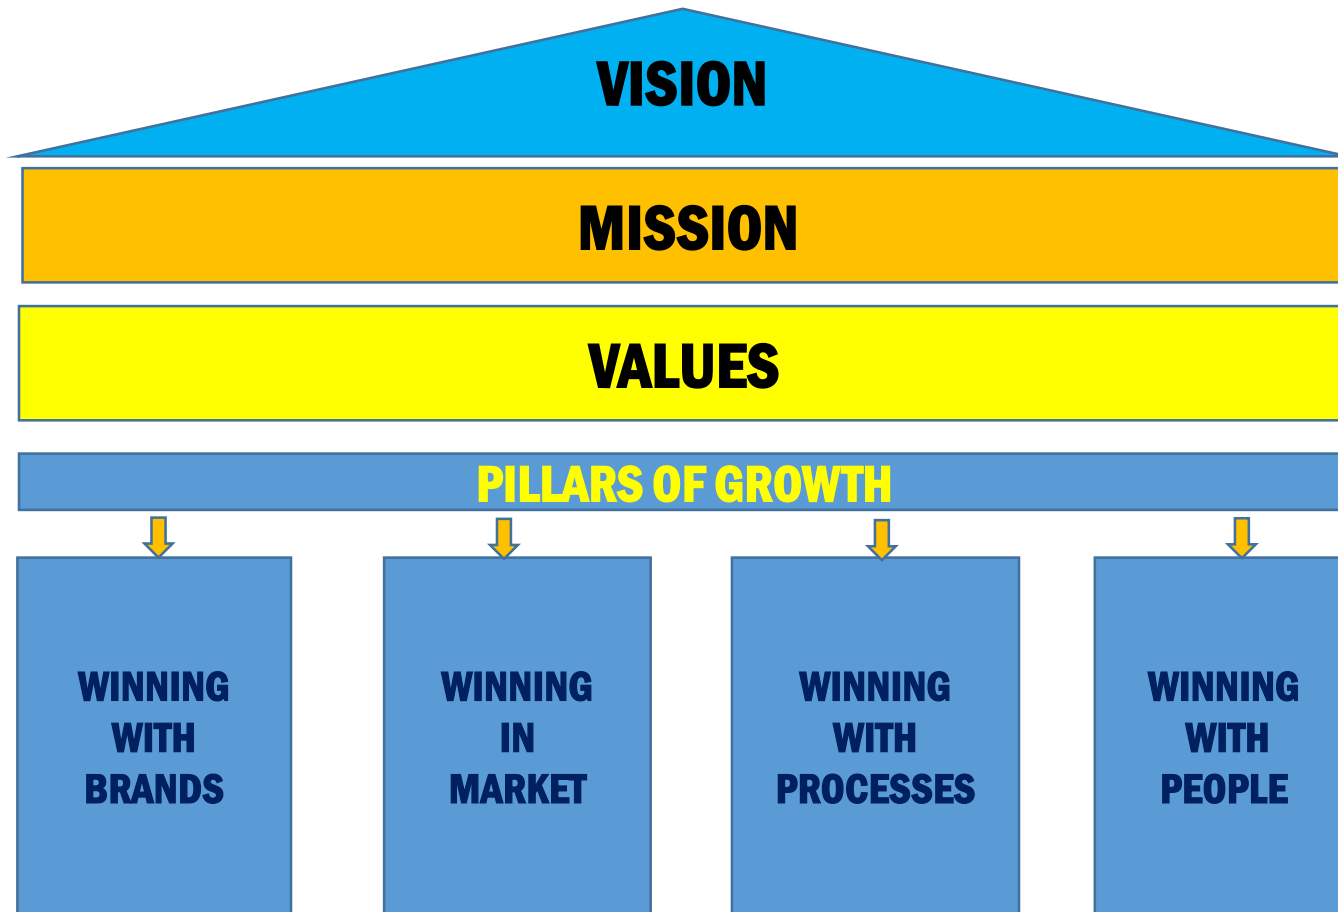 VISION
MISSION
VALUES
PILLARS OF GROWTH
WINNING
WITH
BRANDS
WINNING
IN
MARKET
WINNING
WITH
PROCESSES
WINNING
WITH
PEOPLE